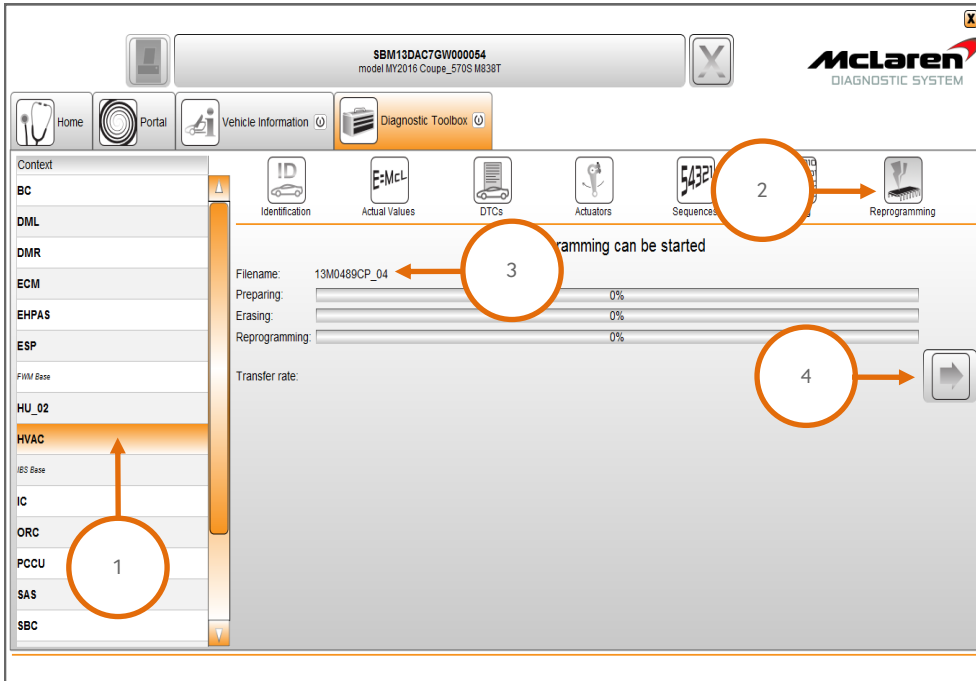 X
SBM13DAC7GW000054
model MY2016 Coupe_570S M838T
McLaren
DIAGNOSTIC SYSTEM
Home
Portal
Vehicle Information
Diagnostic Toolbox
Context
BC
DML
DMR
ECM
EHPAS
ESP
FWM Base
HU_02
HVAC
IBS Base
IC
ORC
PCCU
SAS
SBC
ID
Identification
E=McL
Actual Values
DTCs
Actuators
Sequences
Reprogramming
2
can be started
Filename: 13M0489CP_04
3
Preparing: 0%
Erasing: 0%
Reprogramming: 0%
Transfer rate:
4
1